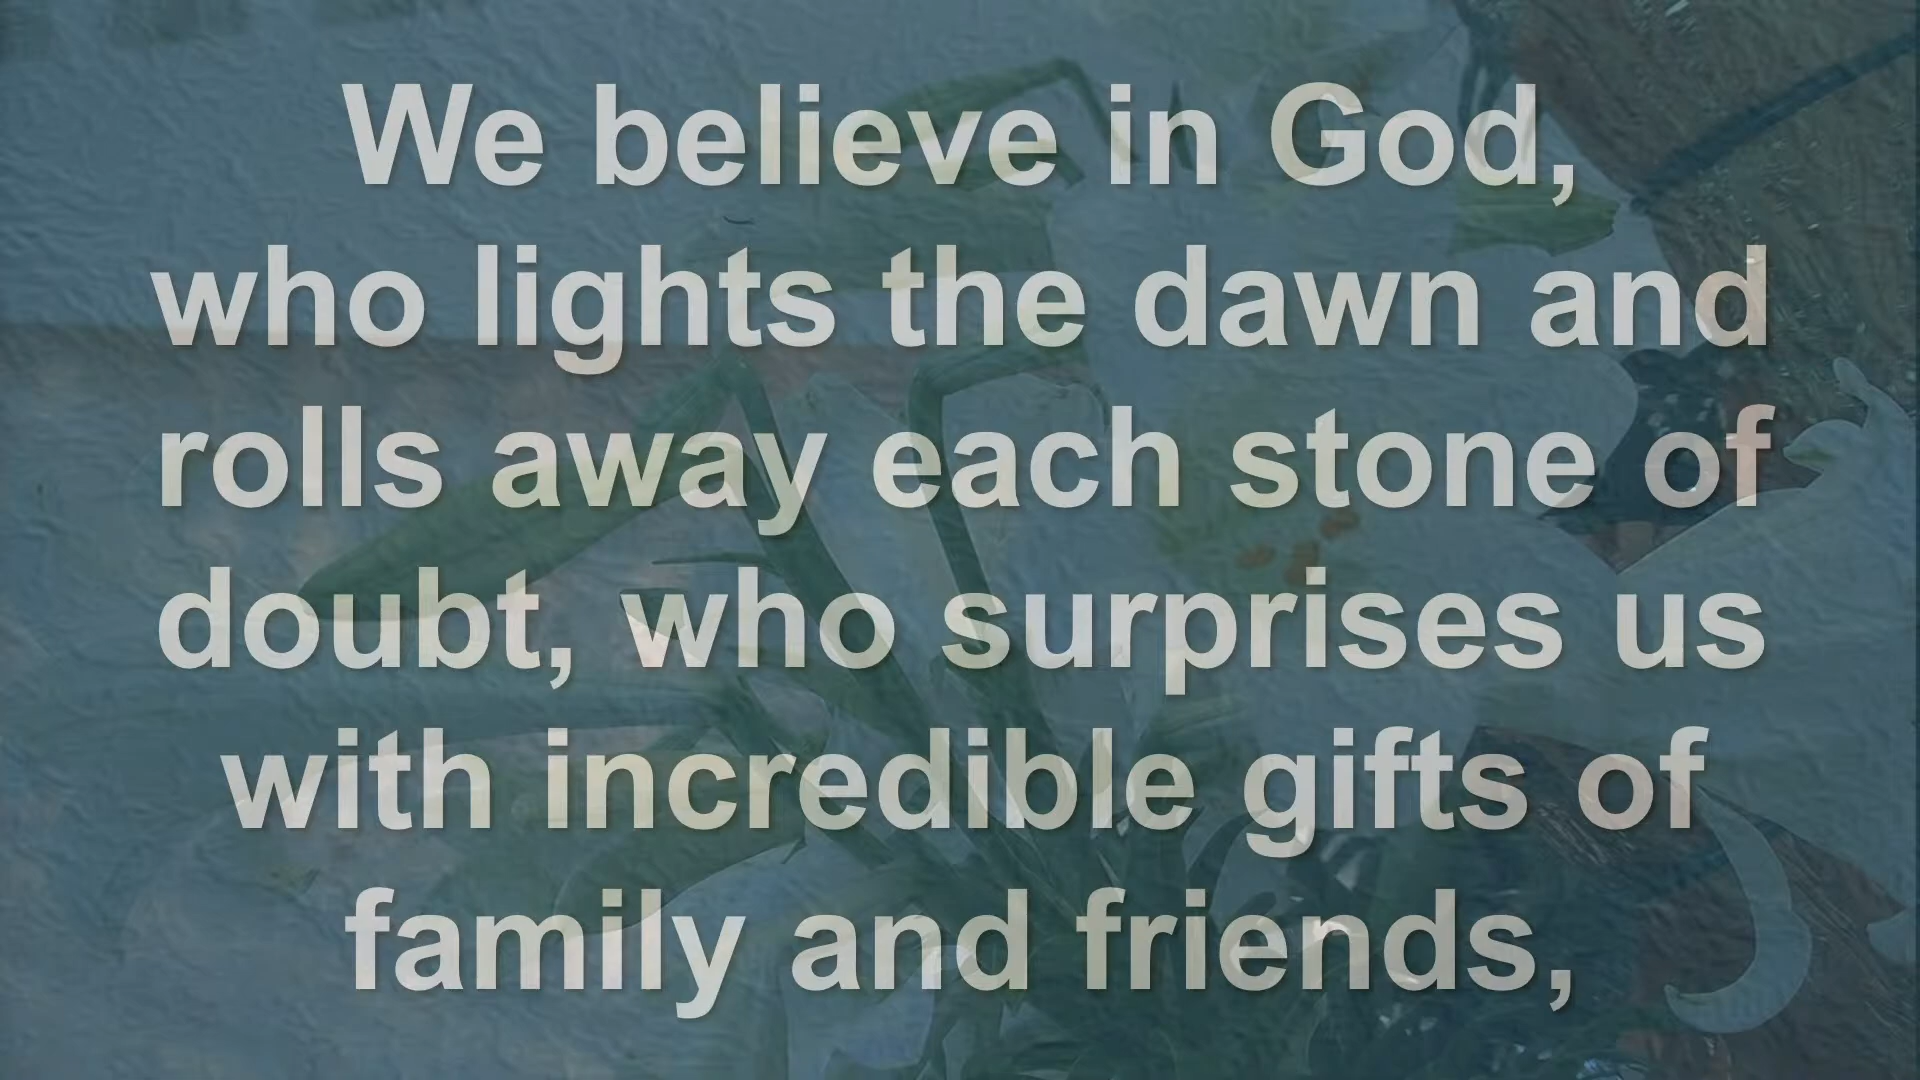 We believe in God,
who lights the dawn and
rolls away each stone of
doubt, who surprises us
with incredible gifts of
family and friends,